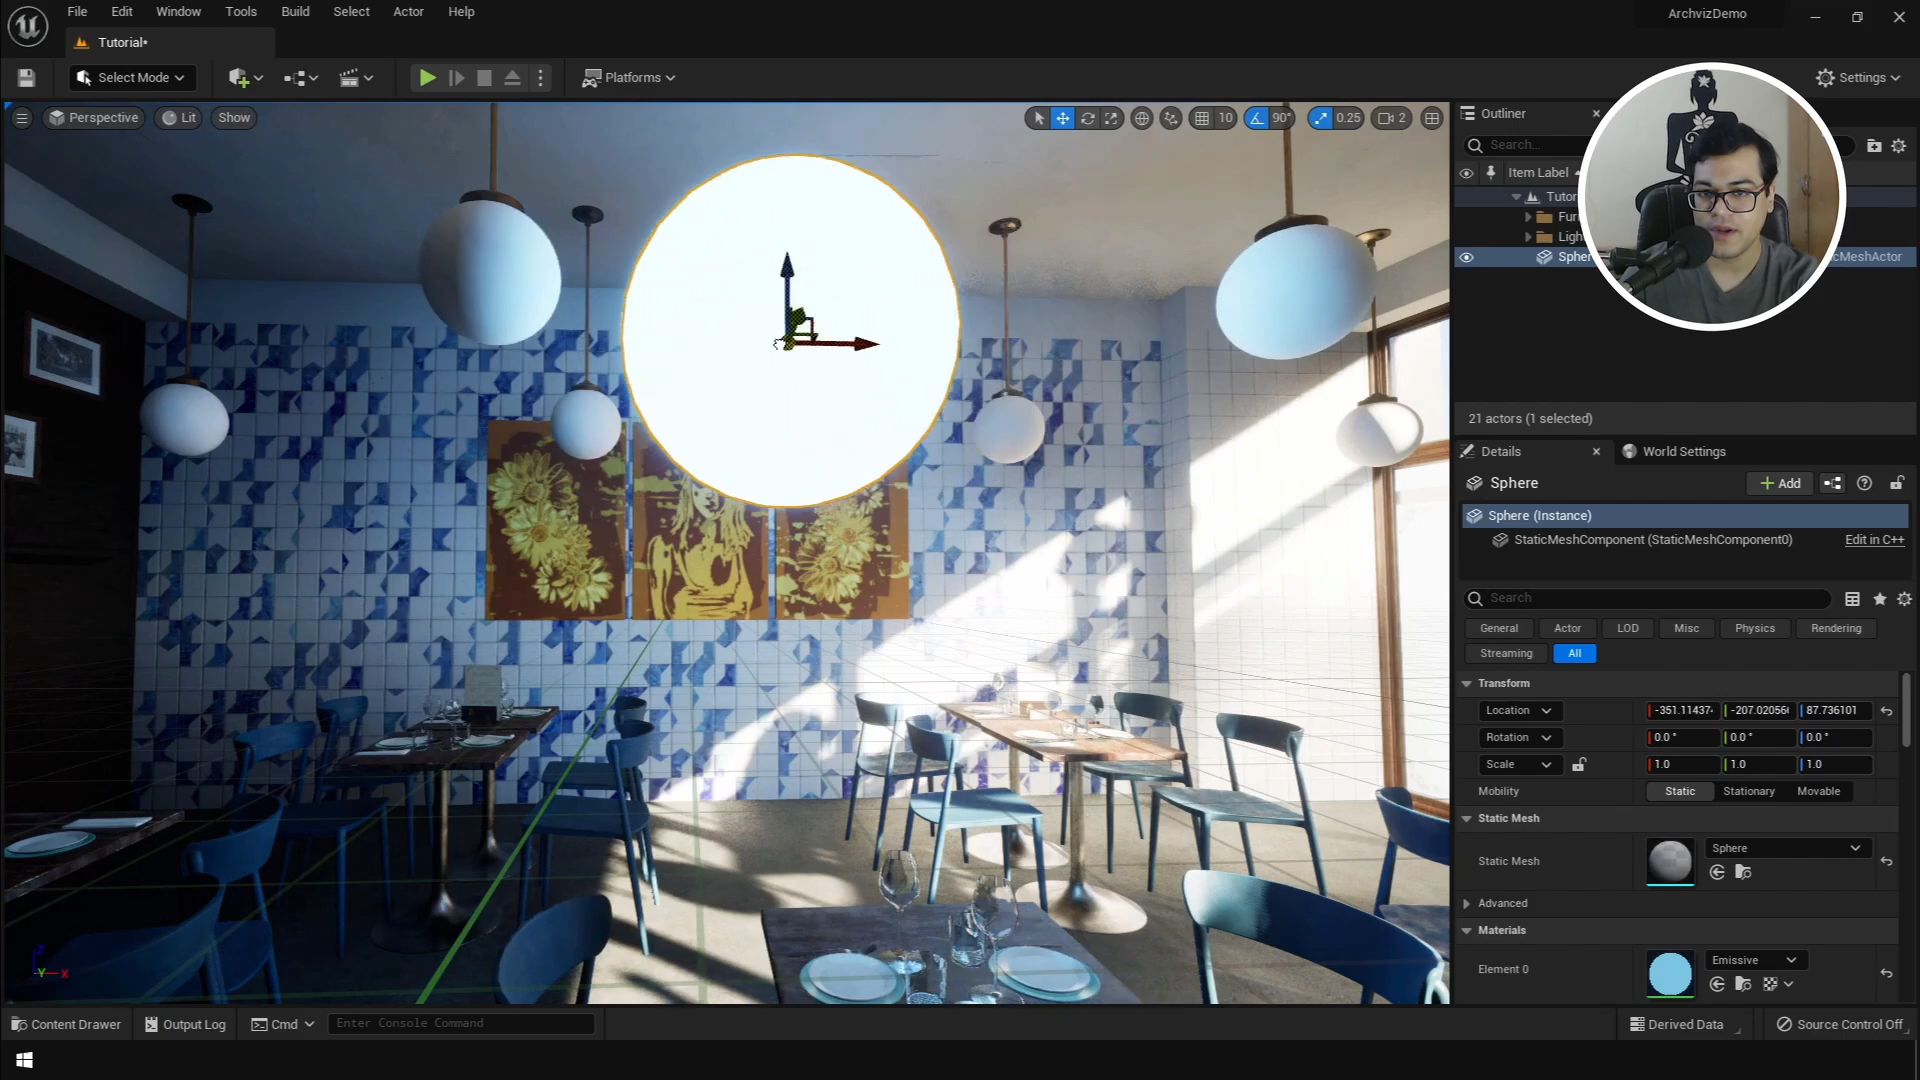 File Edit Window Tools Build Select Actor Help
ArchvizDemo
Tutorial*
Select Mode
Platforms
Settings
Perspective
Lit
Show
10
90°
0.25
2
Outliner
Search...
Item Label
21 actors (1 selected)
Details
World Settings
Sphere
Add
Sphere (Instance)
StaticMeshComponent (StaticMeshComponent0)
Edit in C++
Search
General
Actor
LOD
Misc
Physics
Rendering
Streaming
All
Transform
Location
-351.11437
-207.02056
87.736101
Rotation
0.0 °
0.0 °
0.0 °
Scale
1.0
1.0
1.0
Mobility
Static
Stationary
Movable
Static Mesh
Static Mesh
Sphere
Advanced
Materials
Element 0
Emissive
Y X
Content Drawer
Output Log
Cmd
Enter Console Command
Derived Data
Source Control Off